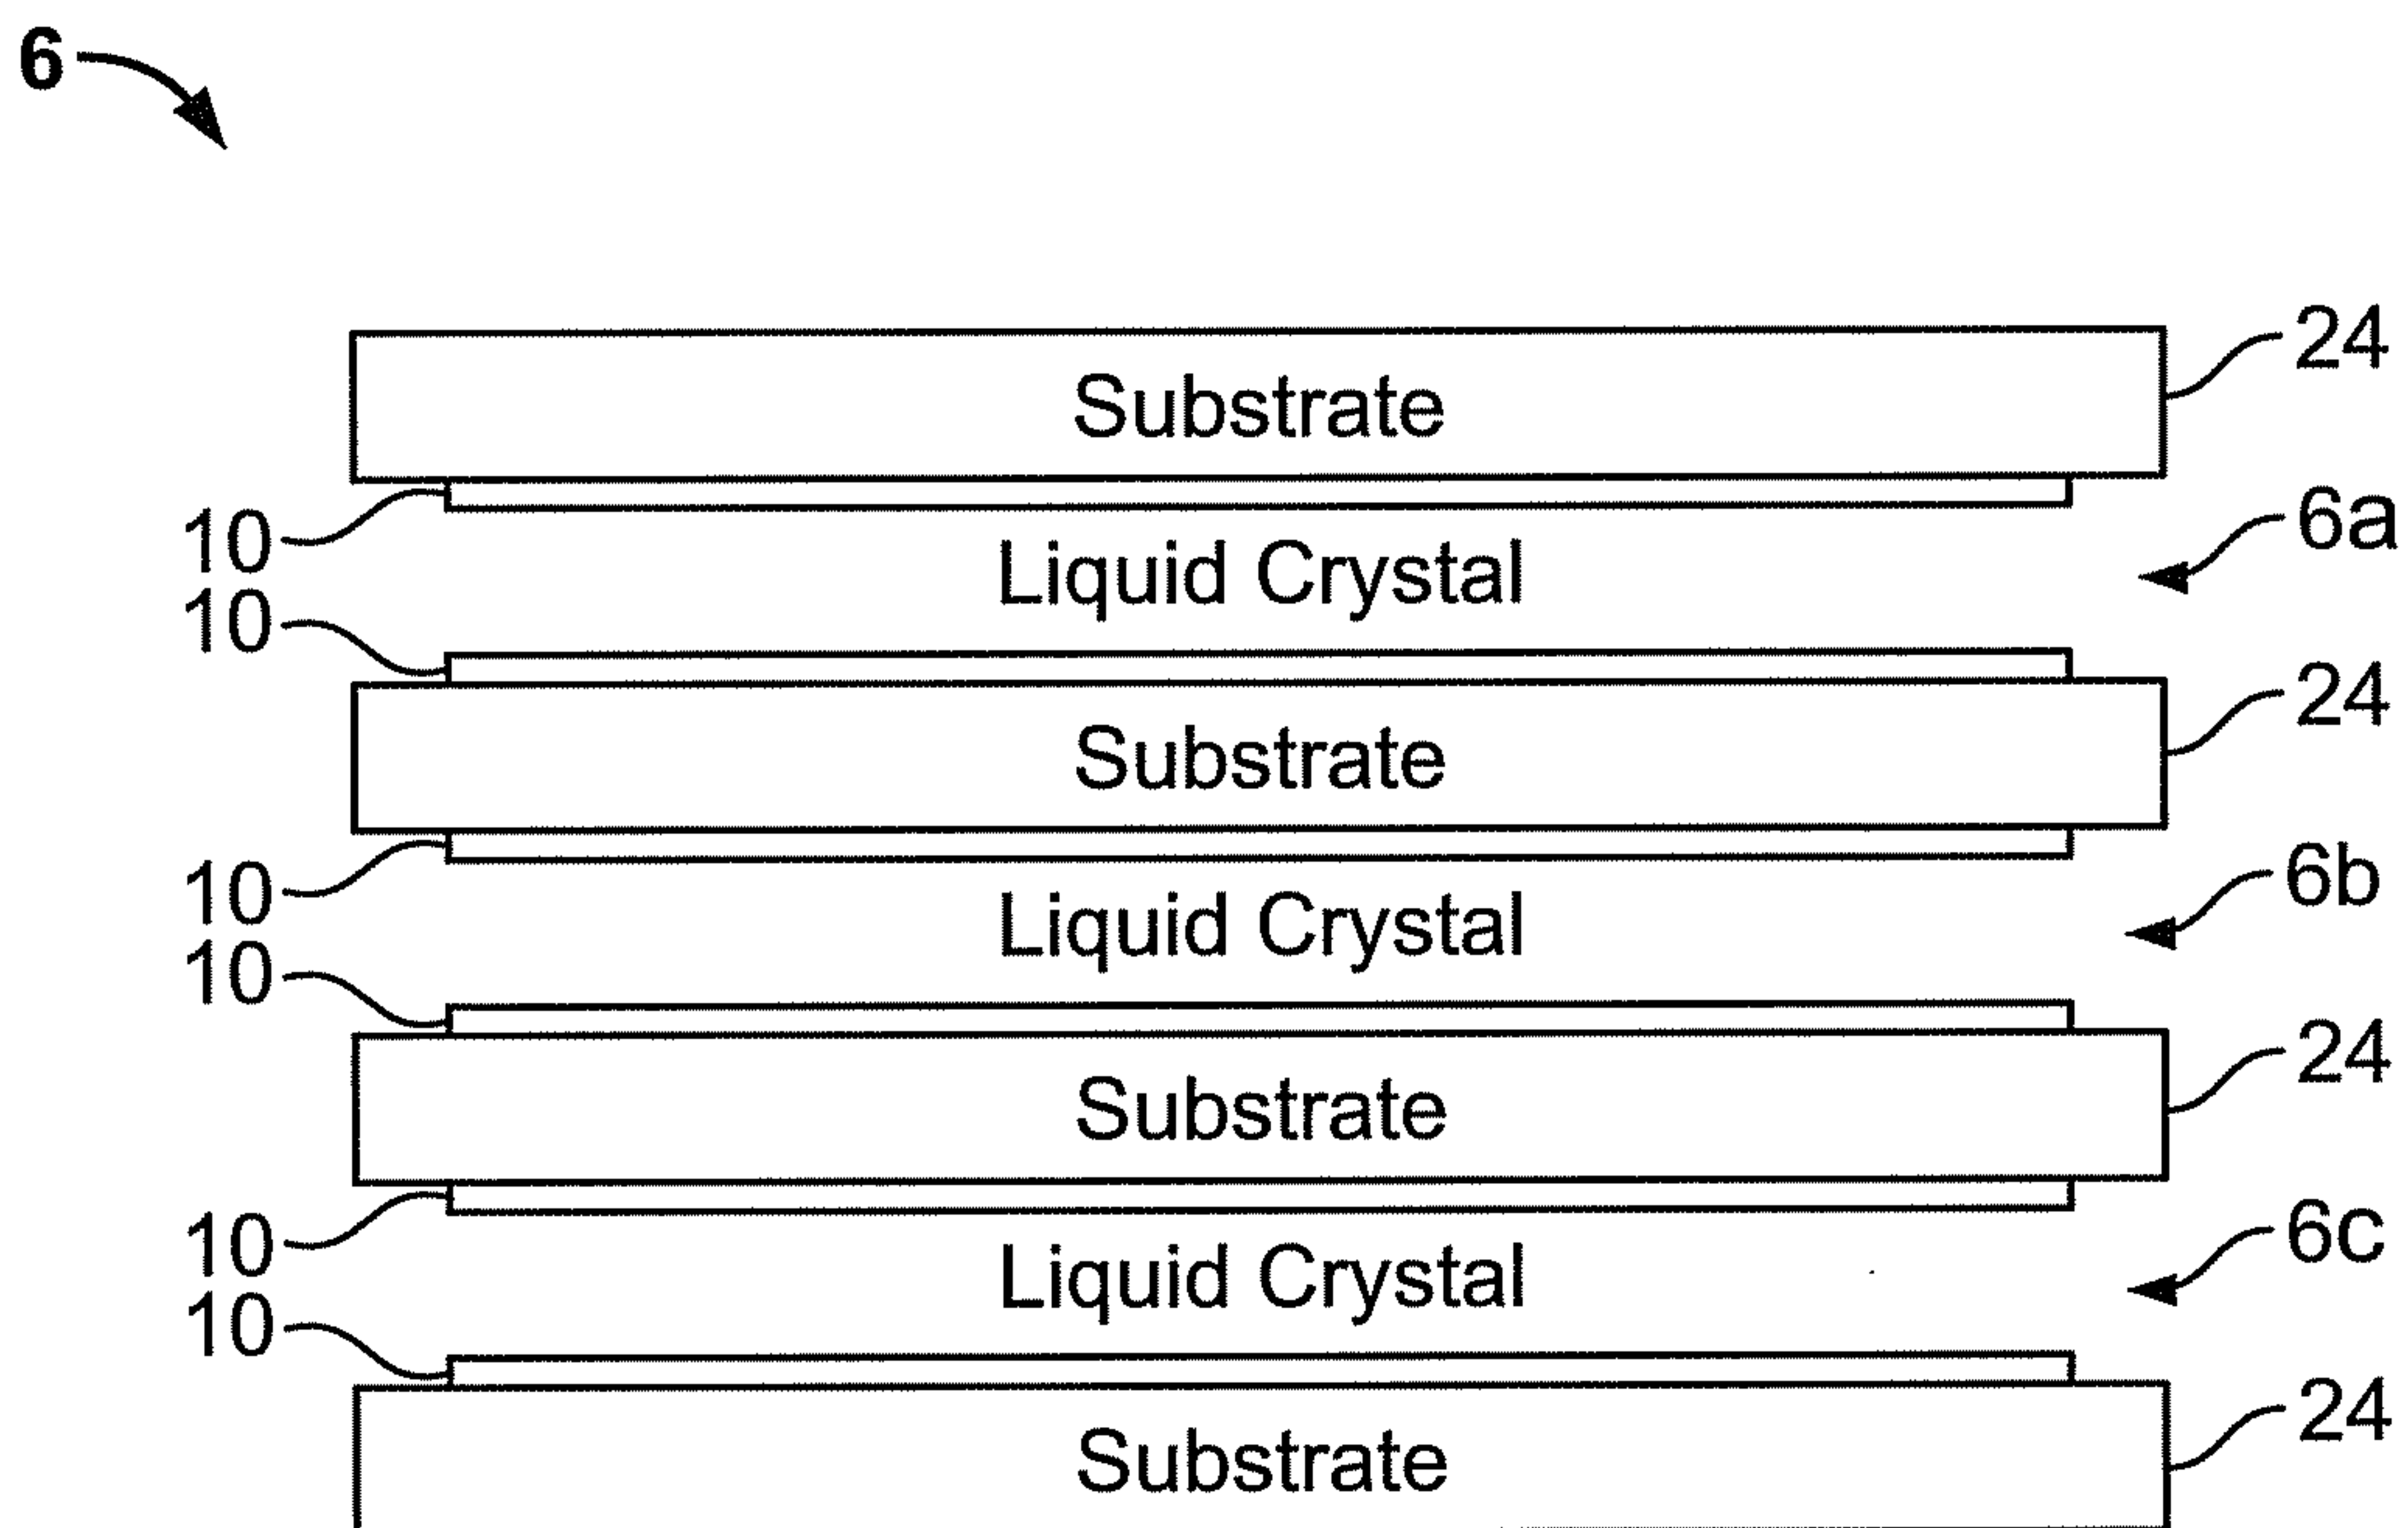 6
Substrate 24
10 6a
Liquid Crystal
10
24
Substrate
10 6b
Liquid Crystal
10
24
Substrate
10 6c
Liquid Crystal
10
24
Substrate